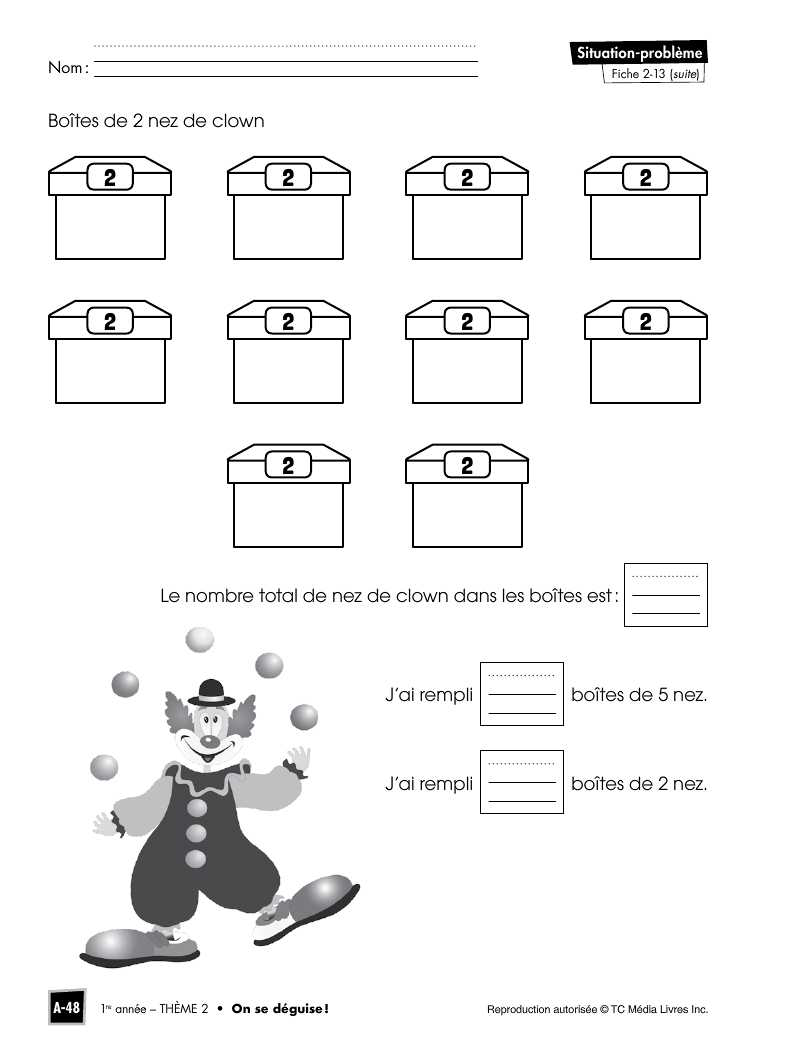 Situation-problème
Nom :
Fiche 2-13 (suite)
Boîtes de 2 nez de clown
2 2 2 2
2 2 2 2
2 2
Le nombre total de nez de clown dans les boîtes est :
J'ai rempli boîtes de 5 nez.
J'ai rempli boîtes de 2 nez.
A-48 1re année – THÈME 2 • On se déguise ! Reproduction autorisée © TC Média Livres Inc.